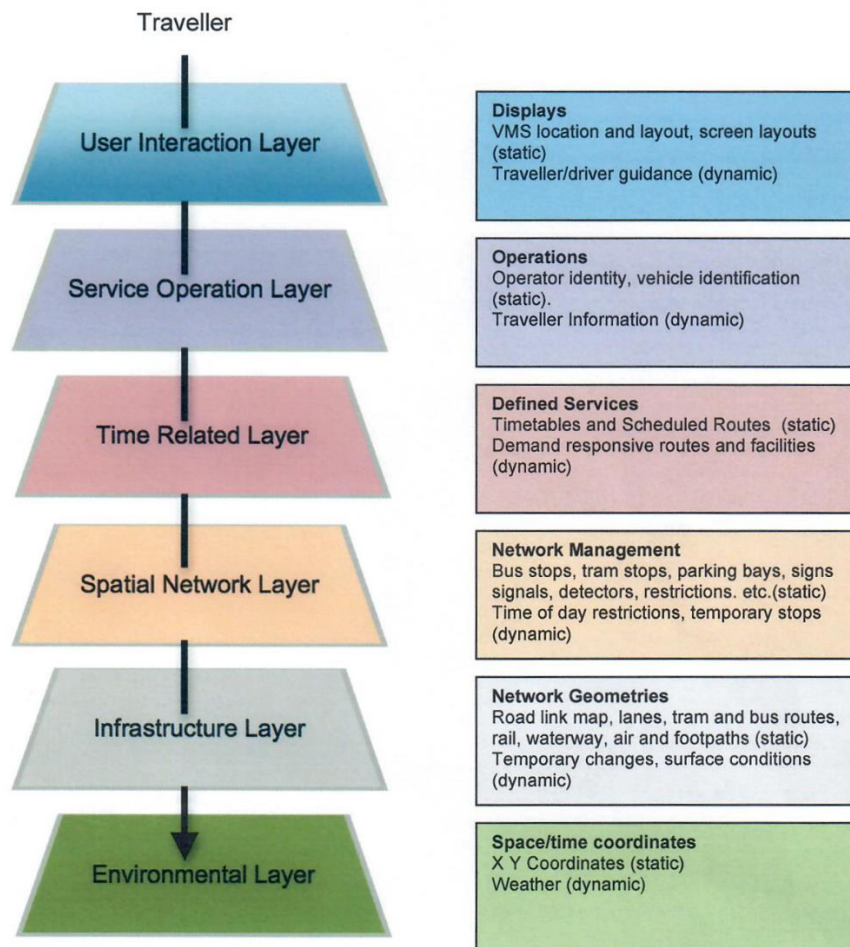 Traveller
User Interaction Layer
Displays
VMS location and layout, screen layouts
(static)
Traveller/driver guidance (dynamic)
Service Operation Layer
Operations
Operator identity, vehicle identification
(static).
Traveller Information (dynamic)
Time Related Layer
Defined Services
Timetables and Scheduled Routes (static)
Demand responsive routes and facilities
(dynamic)
Spatial Network Layer
Network Management
Bus stops, tram stops, parking bays, signs
signals, detectors, restrictions. etc.(static)
Time of day restrictions, temporary stops
(dynamic)
Infrastructure Layer
Network Geometries
Road link map, lanes, tram and bus routes,
rail, waterway, air and footpaths (static)
Temporary changes, surface conditions
(dynamic)
Environmental Layer
Space/time coordinates
X Y Coordinates (static)
Weather (dynamic)